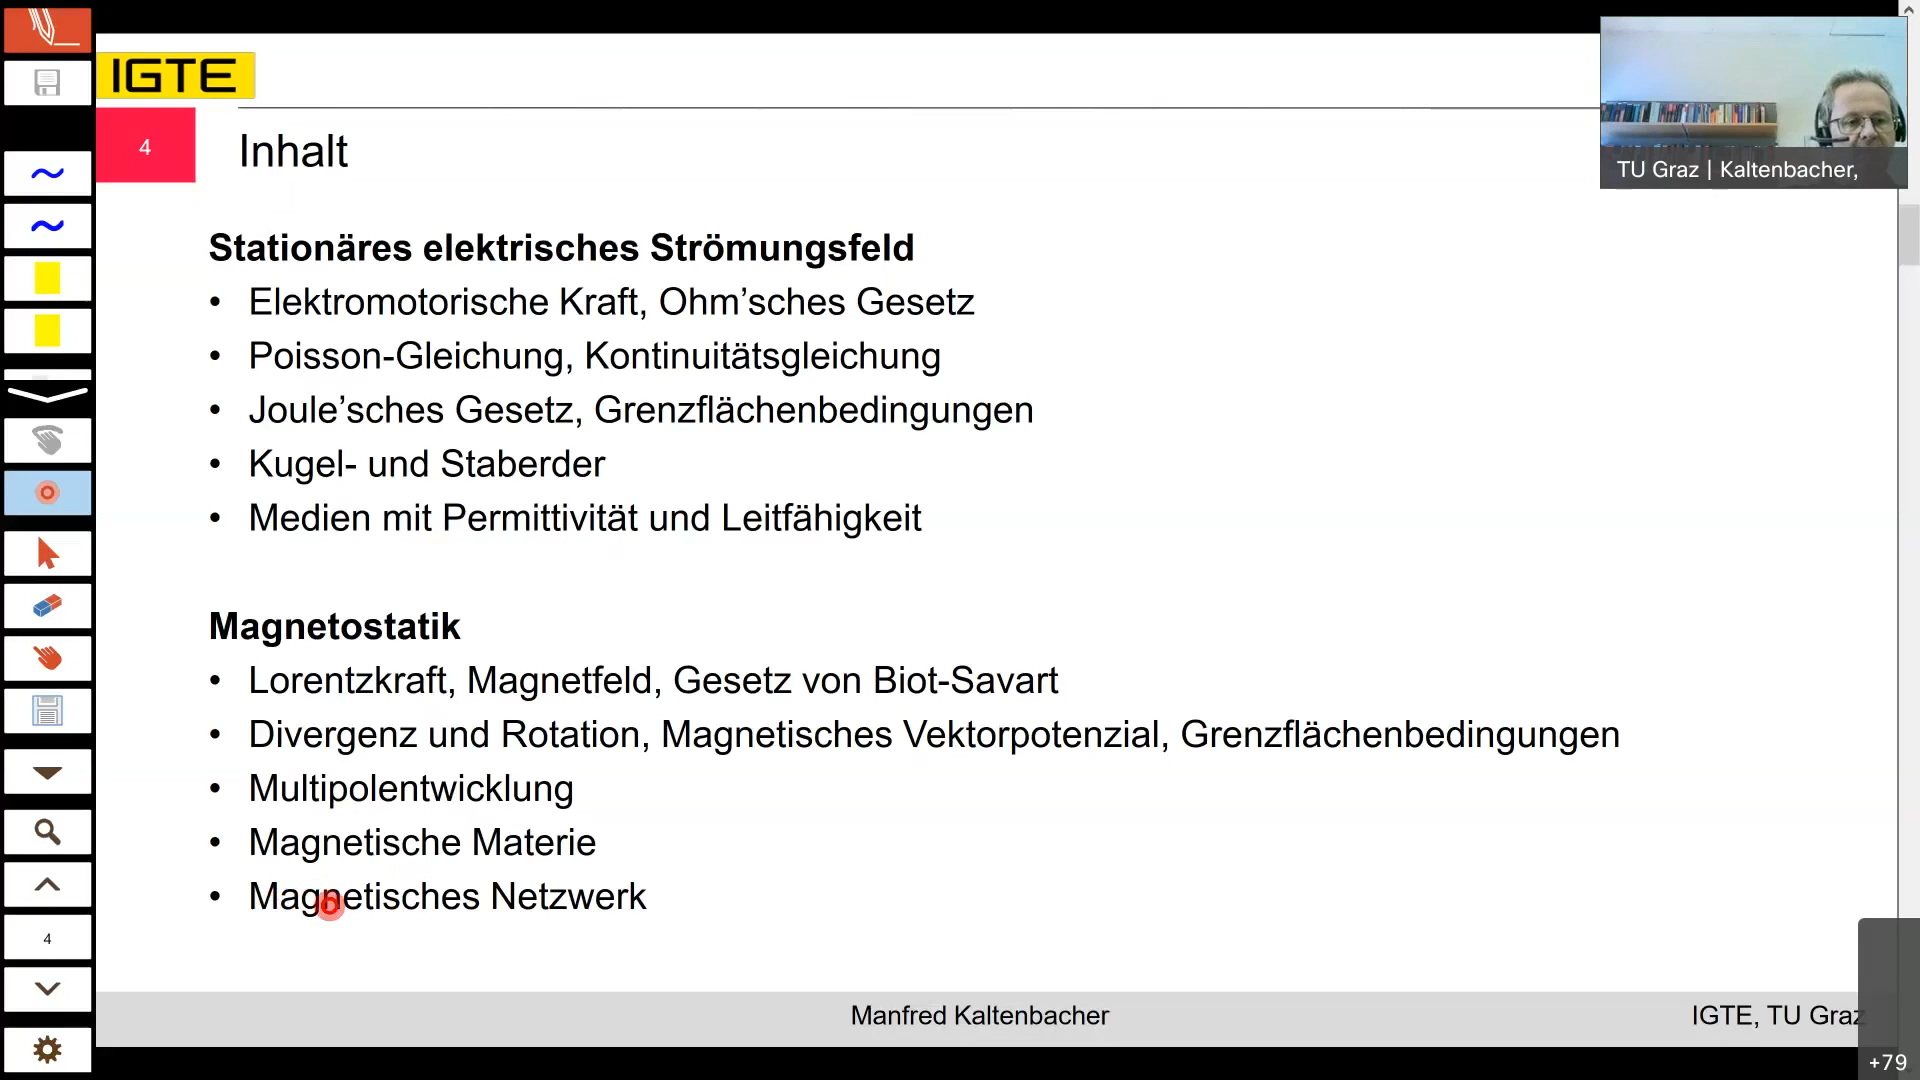 IGTE
4
Inhalt
TU Graz | Kaltenbacher,
Stationäres elektrisches Strömungsfeld
• Elektromotorische Kraft, Ohm’sches Gesetz
• Poisson-Gleichung, Kontinuitätsgleichung
• Joule’sches Gesetz, Grenzflächenbedingungen
• Kugel- und Staberder
• Medien mit Permittivität und Leitfähigkeit
Magnetostatik
• Lorentzkraft, Magnetfeld, Gesetz von Biot-Savart
• Divergenz und Rotation, Magnetisches Vektorpotenzial, Grenzflächenbedingungen
• Multipolentwicklung
• Magnetische Materie
• Magnetisches Netzwerk
4
Manfred Kaltenbacher
IGTE, TU Graz
+79